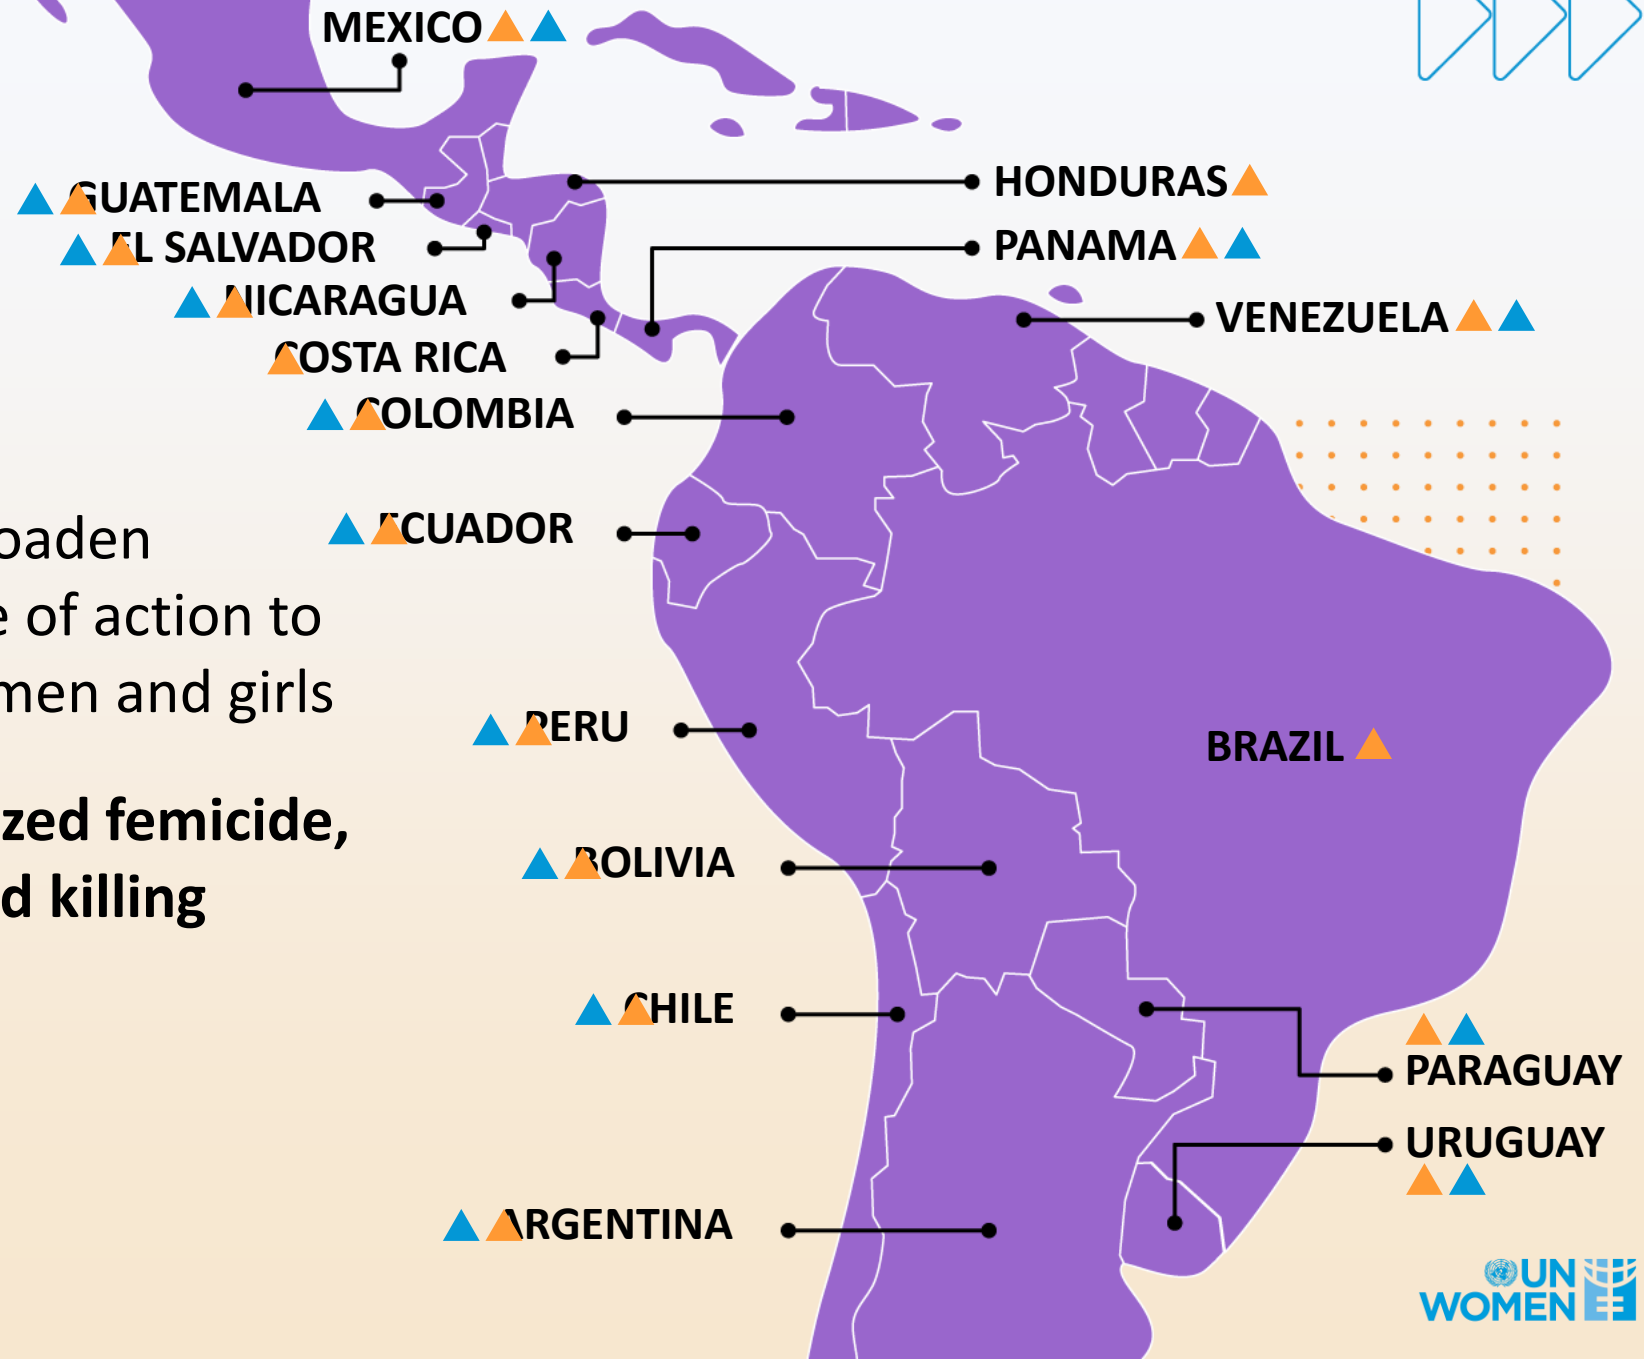 MEXICO
HONDURAS
GUATEMALA
PANAMA
EL SALVADOR
NICARAGUA
VENEZUELA
COSTA RICA
COLOMBIA
ECUADOR
oaden
e of action to
men and girls
PERU
BRAZIL
zed femicide,
d killing
BOLIVIA
CHILE
PARAGUAY
URUGUAY
ARGENTINA
UN
WOMEN